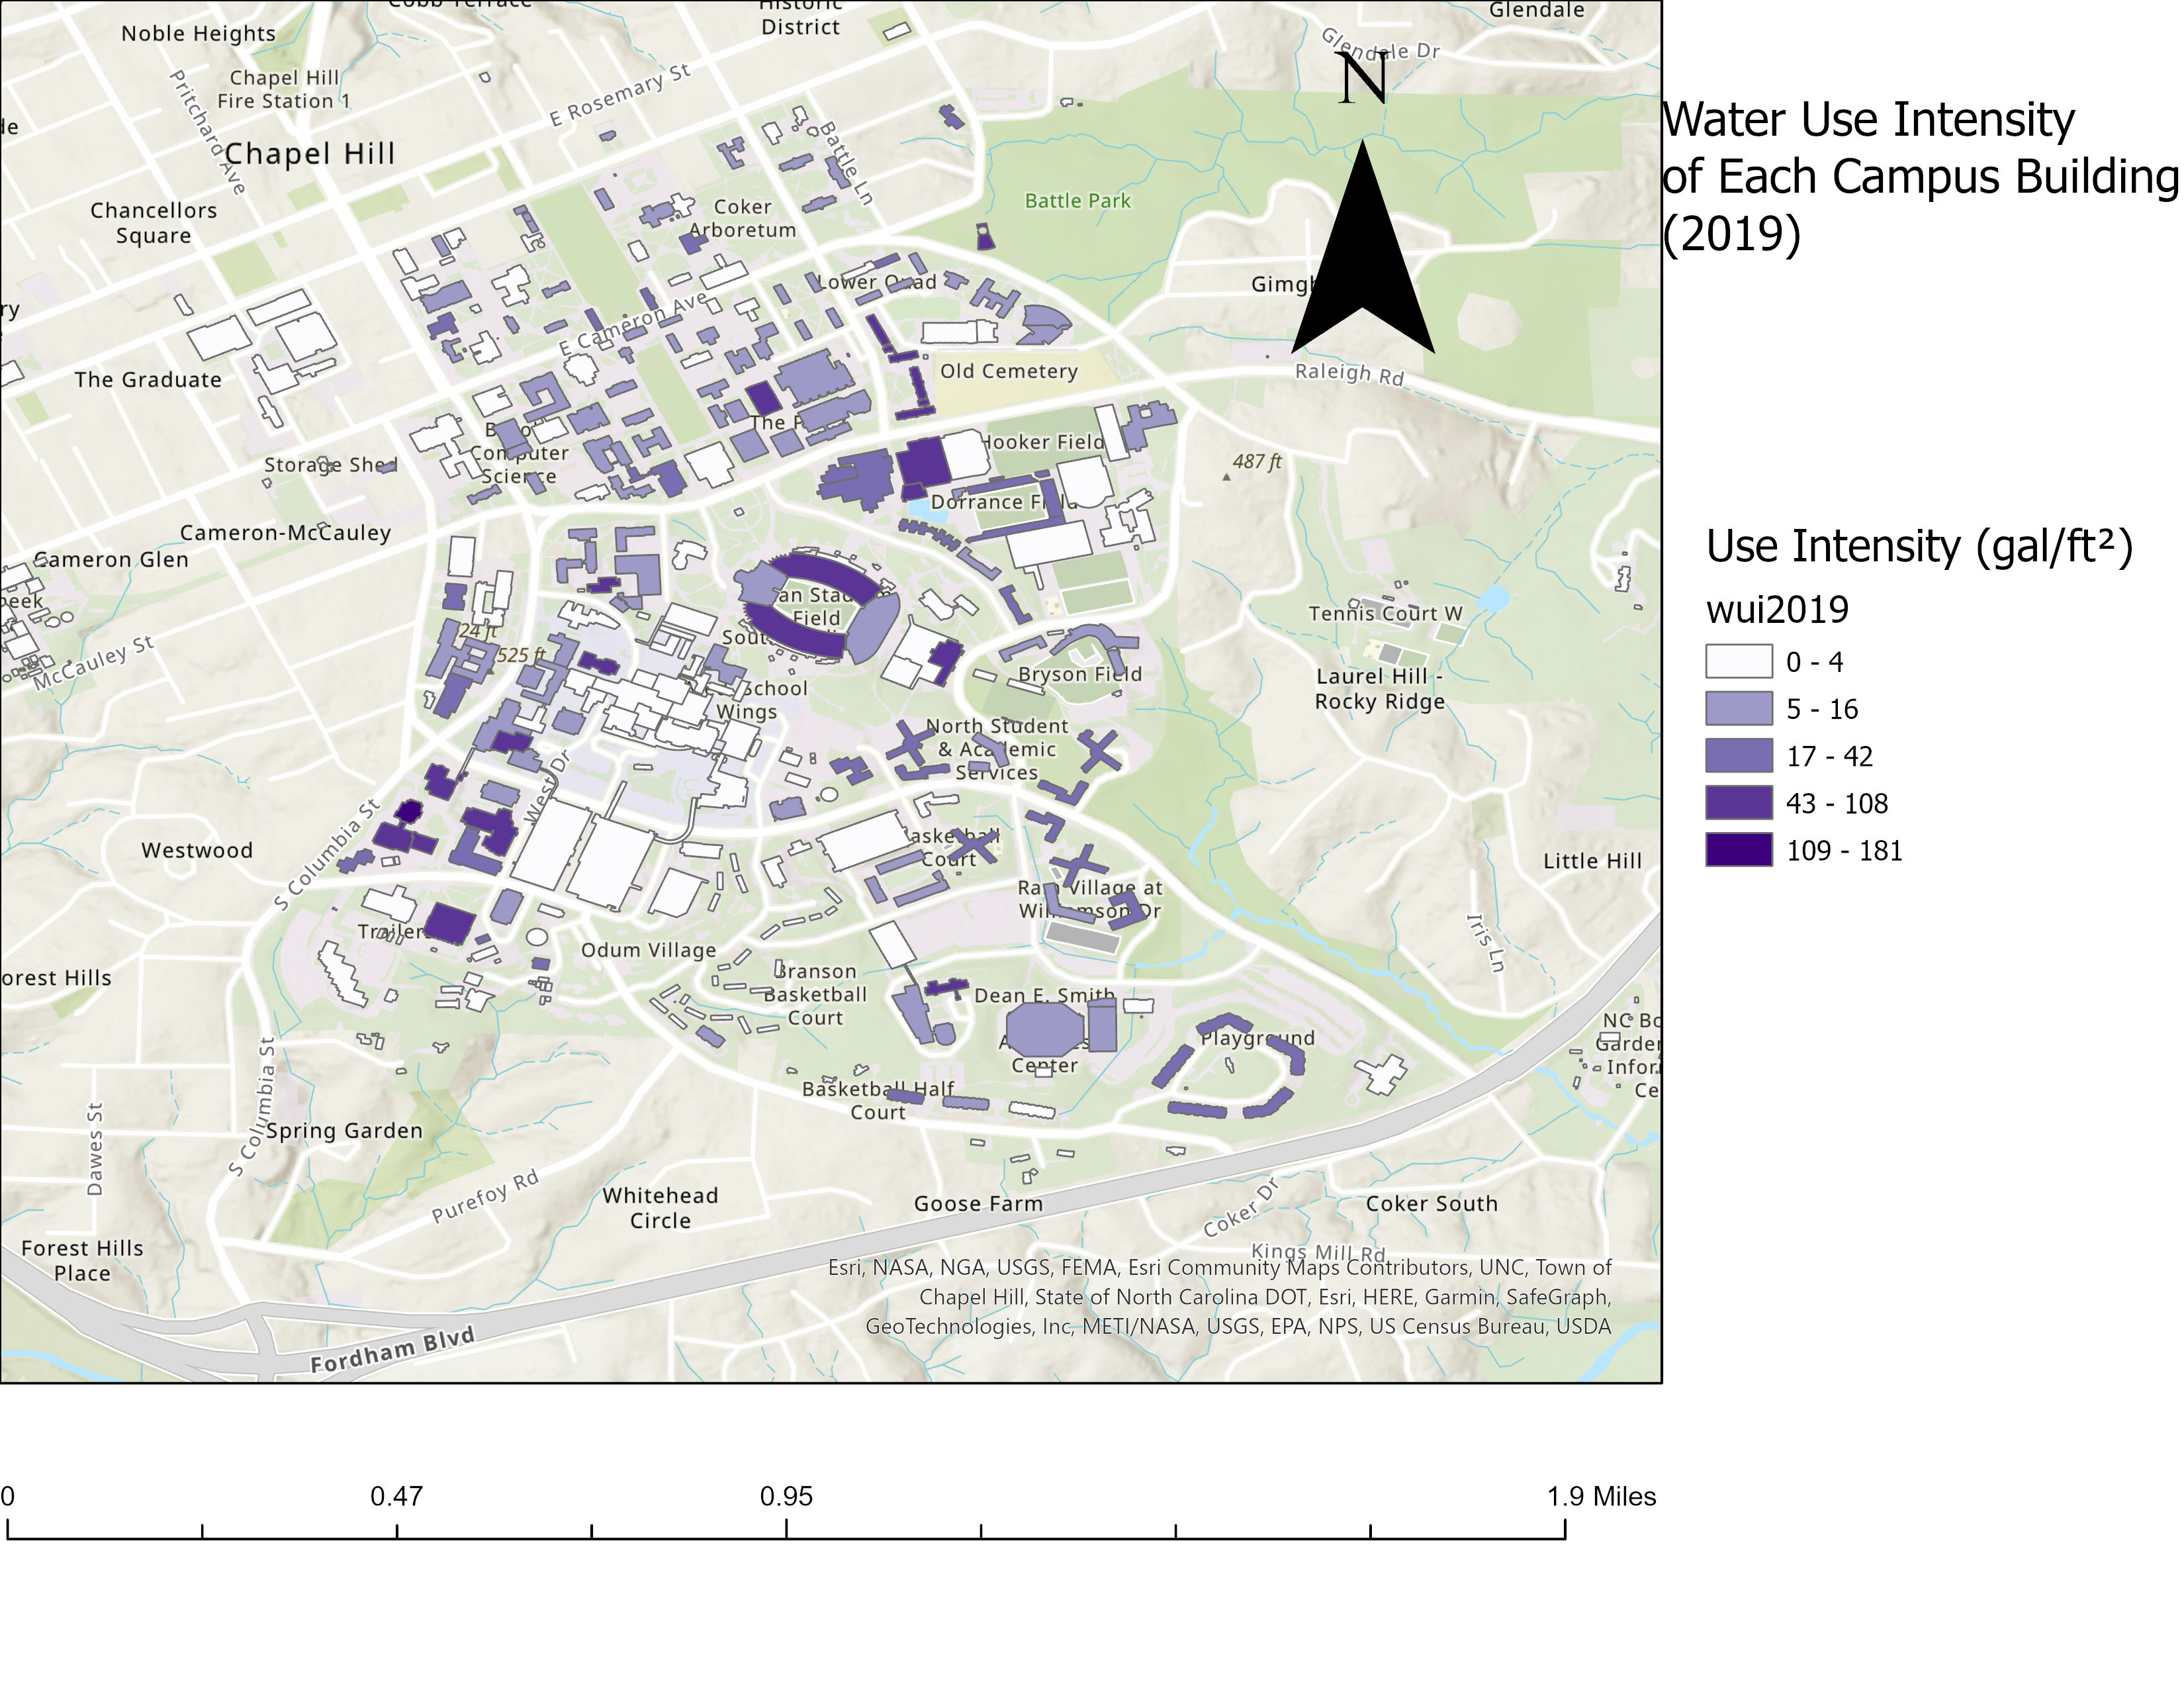 Cobb Terrace
Historic
District
Glendale
Noble Heights
Glendale Dr
N
Chapel Hill
Fire Station 1
E Rosemary St
Pritchard Ave
Water Use Intensity
of Each Campus Building
(2019)
Chapel Hill
Battle Ln
Battle Park
Chancellors
Square
Coker
Arboretum
Lower Quad
E Cameron Ave
The Graduate
Old Cemetery
Raleigh Rd
The
Hooker Field
Computer
Science
Storage Shed
487 ft
Dorrance
Cameron-McCauley
Cameron Glen
Use Intensity (gal/ft²)
wui2019
0 - 4
5 - 16
17 - 42
43 - 108
109 - 181
Field
Tennis Court W
24 ft
525 ft
McCauley St
Bryson Field
School
Wings
Laurel Hill -
Rocky Ridge
North Student
& Academic
Services
West Dr
S Columbia St
Westwood
Court
Little Hill
Ram Village at
Williamson Dr
Trailer
Odum Village
Iris Ln
orest Hills
Branson
Basketball
Court
Dean E. Smith
Center
Playground
NC Bo
Garden
Infor
Ce
Basketball Half
Court
S Columbia St
Spring Garden
Dawes St
Purefoy Rd
Whitehead
Circle
Goose Farm
Coker Dr
Coker South
Kings Mill Rd
Forest Hills
Place
Fordham Blvd
Esri, NASA, NGA, USGS, FEMA, Esri Community Maps Contributors, UNC, Town of
Chapel Hill, State of North Carolina DOT, Esri, HERE, Garmin, SafeGraph,
GeoTechnologies, Inc, METI/NASA, USGS, EPA, NPS, US Census Bureau, USDA
0
0.47
0.95
1.9 Miles